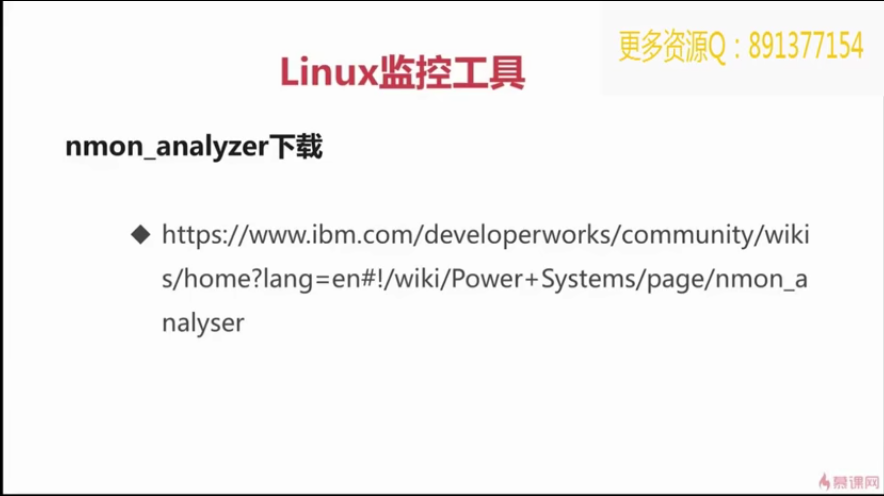 更多资源Q：891377154
Linux监控工具
nmon_analyzer下载
◆ https://www.ibm.com/developerworks/community/wiki
s/home?lang=en#!/wiki/Power+Systems/page/nmon_a
nalyser
慕课网